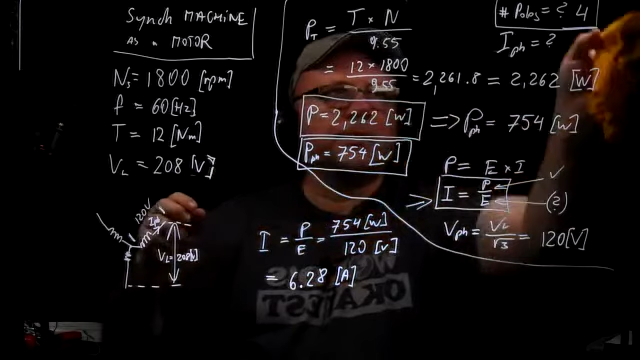 Synch MACHINE
AS A MOTOR
Ns = 1800 [rpm]
f = 60 [Hz]
T = 12 [Nm]
VL = 208 [V]
120V
Iph
VL = 208[V]
PT = T × N / 9.55
= 12 × 1800 / 9.55 = 2,261.8 = 2,262 [W]
P = 2,262 [W] => Pph = 754 [W]
Pph = 754 [W]
# Poles = ? 4
Iph = ?
P = E × I
=> I = P / E
(?)
Vph = VL / √3 = 120 [V]
I = P / E = 754 [W] / 120 [V]
= 6.28 [A]